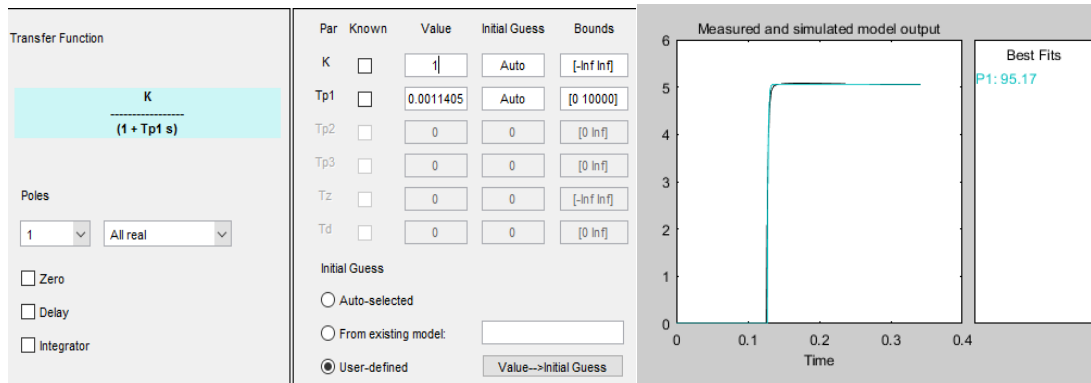 Transfer Function
K
-----------------
(1 + Tp1 s)
Poles
1 All real
Zero
Delay
Integrator
Par Known Value Initial Guess Bounds
K 1 Auto [-Inf Inf]
Tp1 0.0011405 Auto [0 10000]
Tp2 0 0 [0 Inf]
Tp3 0 0 [0 Inf]
Tz 0 0 [-Inf Inf]
Td 0 0 [0 Inf]
Initial Guess
Auto-selected
From existing model:
User-defined Value-->Initial Guess
Measured and simulated model output
6
5
4
3
2
1
0
0 0.1 0.2 0.3 0.4
Time
Best Fits
P1: 95.17